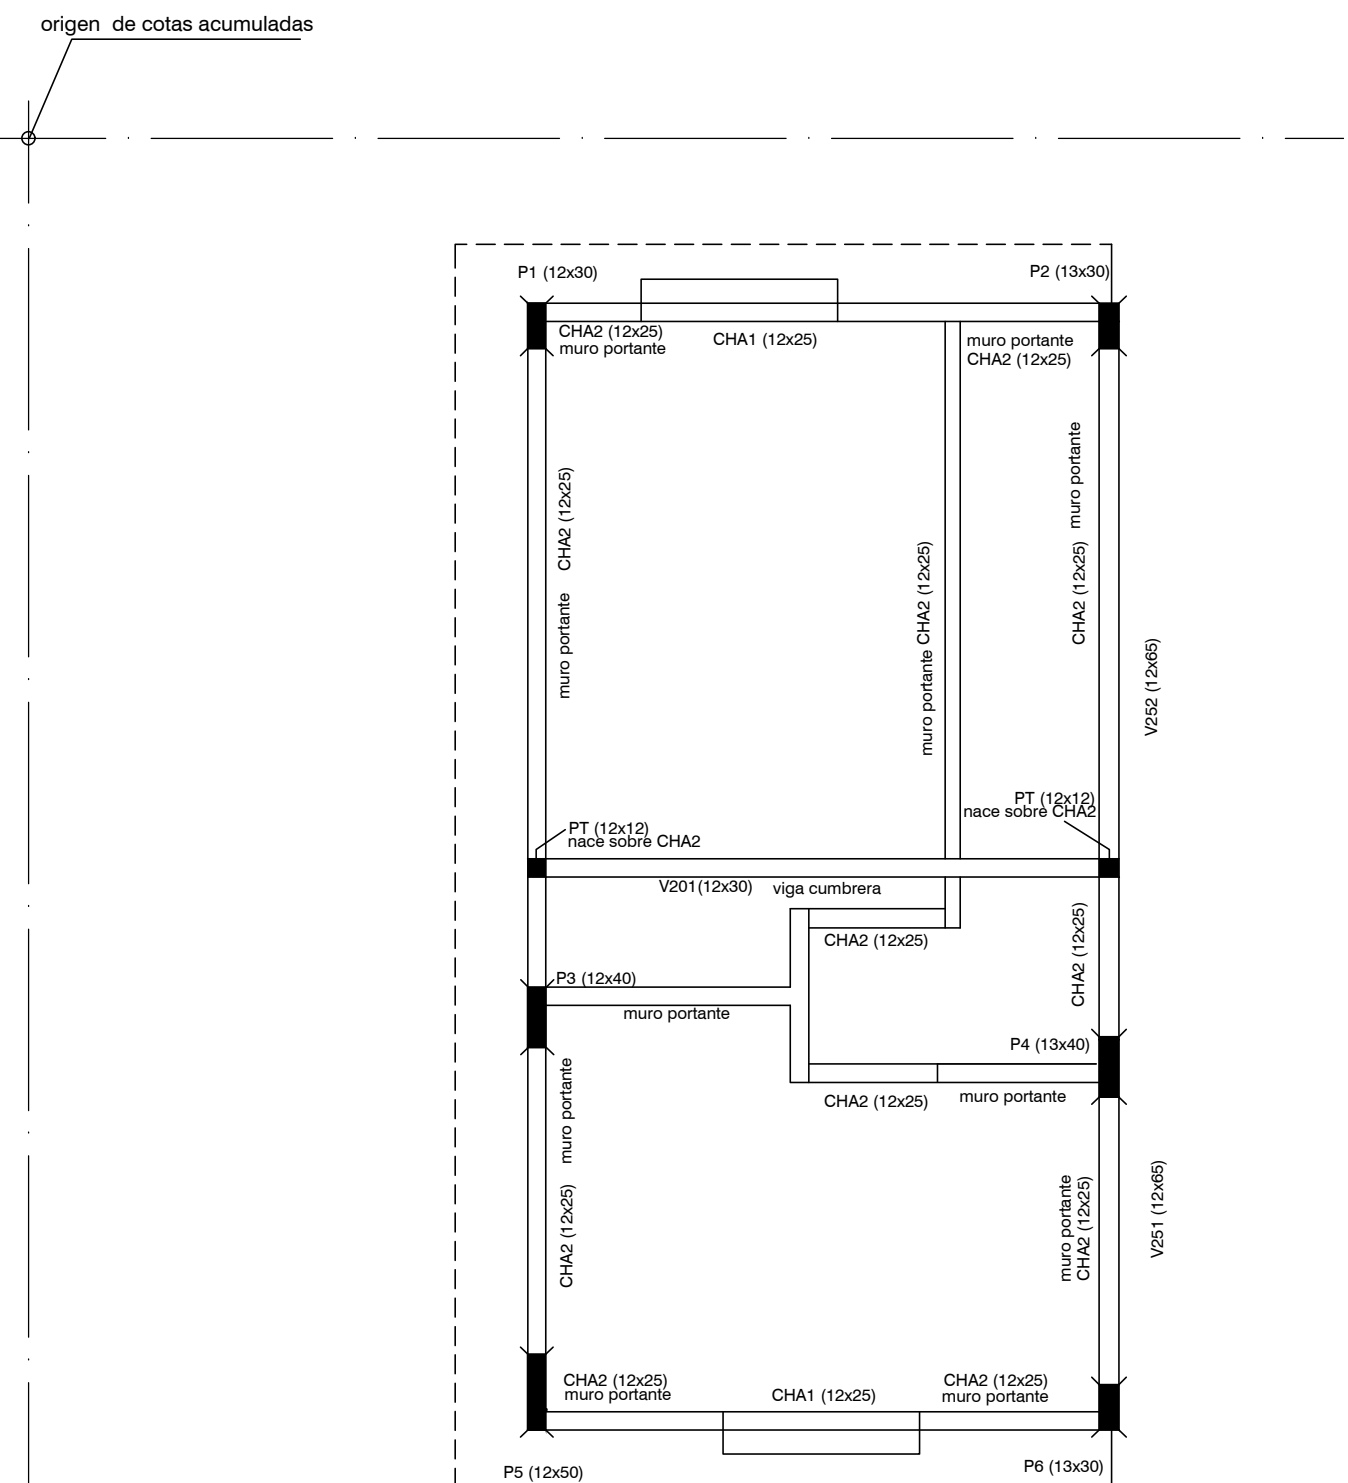 origen de cotas acumuladas
P1 (12x30)
P2 (13x30)
CHA2 (12x25)
muro portante
CHA1 (12x25)
muro portante
CHA2 (12x25)
muro portante CHA2 (12x25)
muro portante CHA2 (12x25)
CHA2 (12x25) muro portante
V252 (12x65)
PT (12x12)
nace sobre CHA2
PT (12x12)
nace sobre CHA2
V201(12x30) viga cumbrera
CHA2 (12x25)
CHA2 (12x25)
P3 (12x40)
muro portante
P4 (13x40)
CHA2 (12x25)
muro portante
CHA2 (12x25) muro portante
muro portante
CHA2 (12x25)
V251 (12x65)
CHA2 (12x25)
muro portante
CHA1 (12x25)
CHA2 (12x25)
muro portante
P5 (12x50)
P6 (13x30)